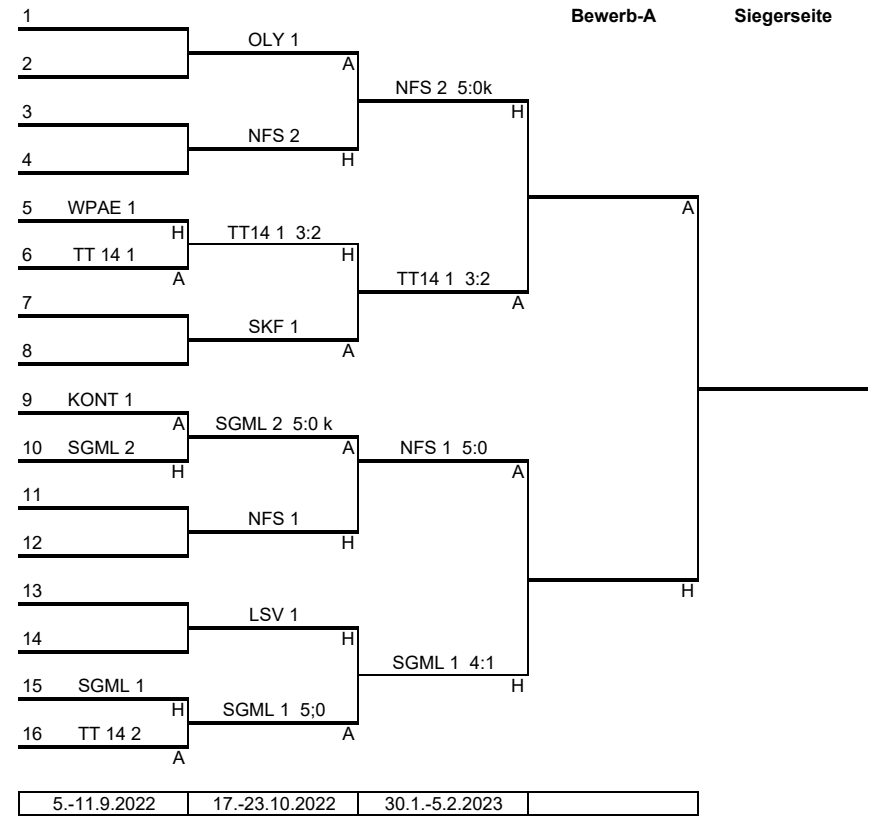 1 Bewerb-A Siegerseite
OLY 1
2 A
NFS 2 5:0k
3 H
NFS 2
4 H
5 WPAE 1 A
H TT14 1 3:2
6 TT 14 1 H
A TT14 1 3:2
7 A
SKF 1
8 A
9 KONT 1
A SGML 2 5:0 k
10 SGML 2 A NFS 1 5:0
H A
11
NFS 1
12 H
13 H
LSV 1
14 H
SGML 1 4:1
15 SGML 1 H
H SGML 1 5;0
16 TT 14 2 A
A
5.-11.9.2022 17.-23.10.2022 30.1.-5.2.2023